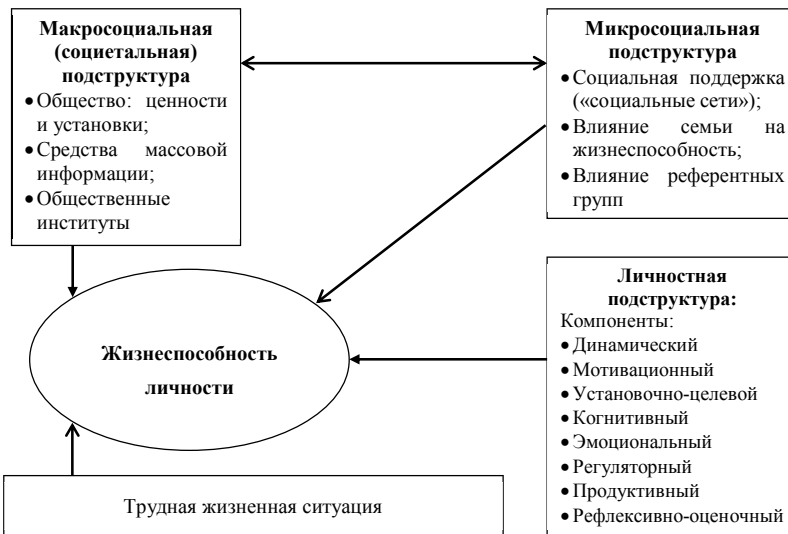 Макросоциальная
(социетальная)
подструктура
• Общество: ценности
и установки;
• Средства массовой
информации;
• Общественные
институты
Микросоциальная
подструктура
• Социальная поддержка
(«социальные сети»);
• Влияние семьи на
жизнеспособность;
• Влияние референтных
групп
Жизнеспособность
личности
Личностная
подструктура:
Компоненты:
• Динамический
• Мотивационный
• Установочно-целевой
• Когнитивный
• Эмоциональный
• Регуляторный
• Продуктивный
• Рефлексивно-оценочный
Трудная жизненная ситуация